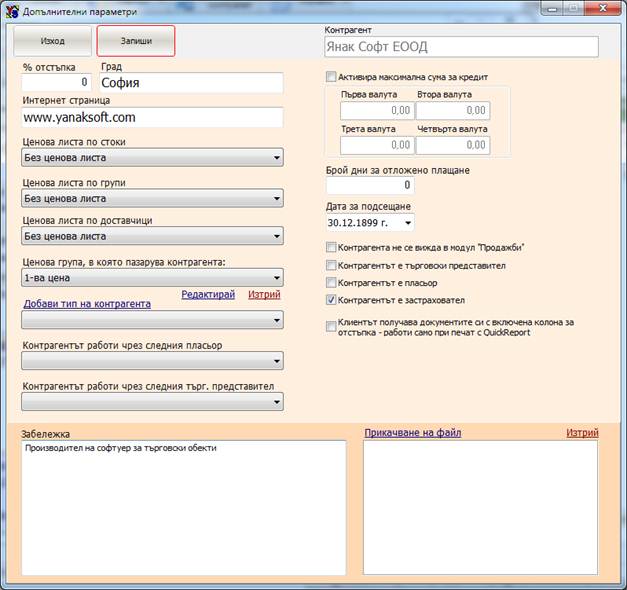 Допълнителни параметри
Изход
Запиши
Контрагент
Янак Софт ЕООД
% отстъпка
Град
0
София
Интернет страница
www.yanaksoft.com
Ценова листа по стоки
Без ценова листа
Ценова листа по групи
Без ценова листа
Ценова листа по доставчици
Без ценова листа
Ценова група, в която пазарува контрагента:
1-ва цена
Редактирай
Изтрий
Добави тип на контрагента
Контрагентът работи чрез следния пласьор
Контрагентът работи чрез следния търг. представител
Активира максимална сума за кредит
Първа валута
Втора валута
0,00
0,00
Трета валута
Четвърта валута
0,00
0,00
Брой дни за отложено плащане
0
Дата за подсещане
30.12.1899 г.
Контрагента не се вижда в модул "Продажби"
Контрагентът е търговски представител
Контрагентът е пласьор
Контрагентът е застраховател
Клиентът получава документите си с включена колона за
отстъпка - работи само при печат с QuickReport
Забележка
Производител на софтуер за търговски обекти
Прикачване на файл
Изтрий